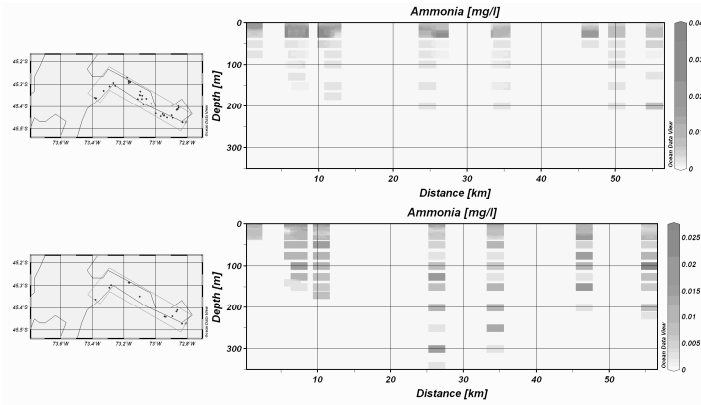 Ammonia [mg/l]
0
100
200
300
Depth [m]
10
20
30
40
50
Distance [km]
0.04
0.03
0.02
0.01
0
Ocean Data View
45.2°S
45.3°S
45.4°S
45.5°S
73.6°W
73.4°W
73.2°W
73°W
72.8°W
Ocean Data View
Ammonia [mg/l]
0
100
200
300
Depth [m]
10
20
30
40
50
Distance [km]
0.025
0.02
0.015
0.01
0.005
0
Ocean Data View
45.2°S
45.3°S
45.4°S
45.5°S
73.6°W
73.4°W
73.2°W
73°W
72.8°W
Ocean Data View